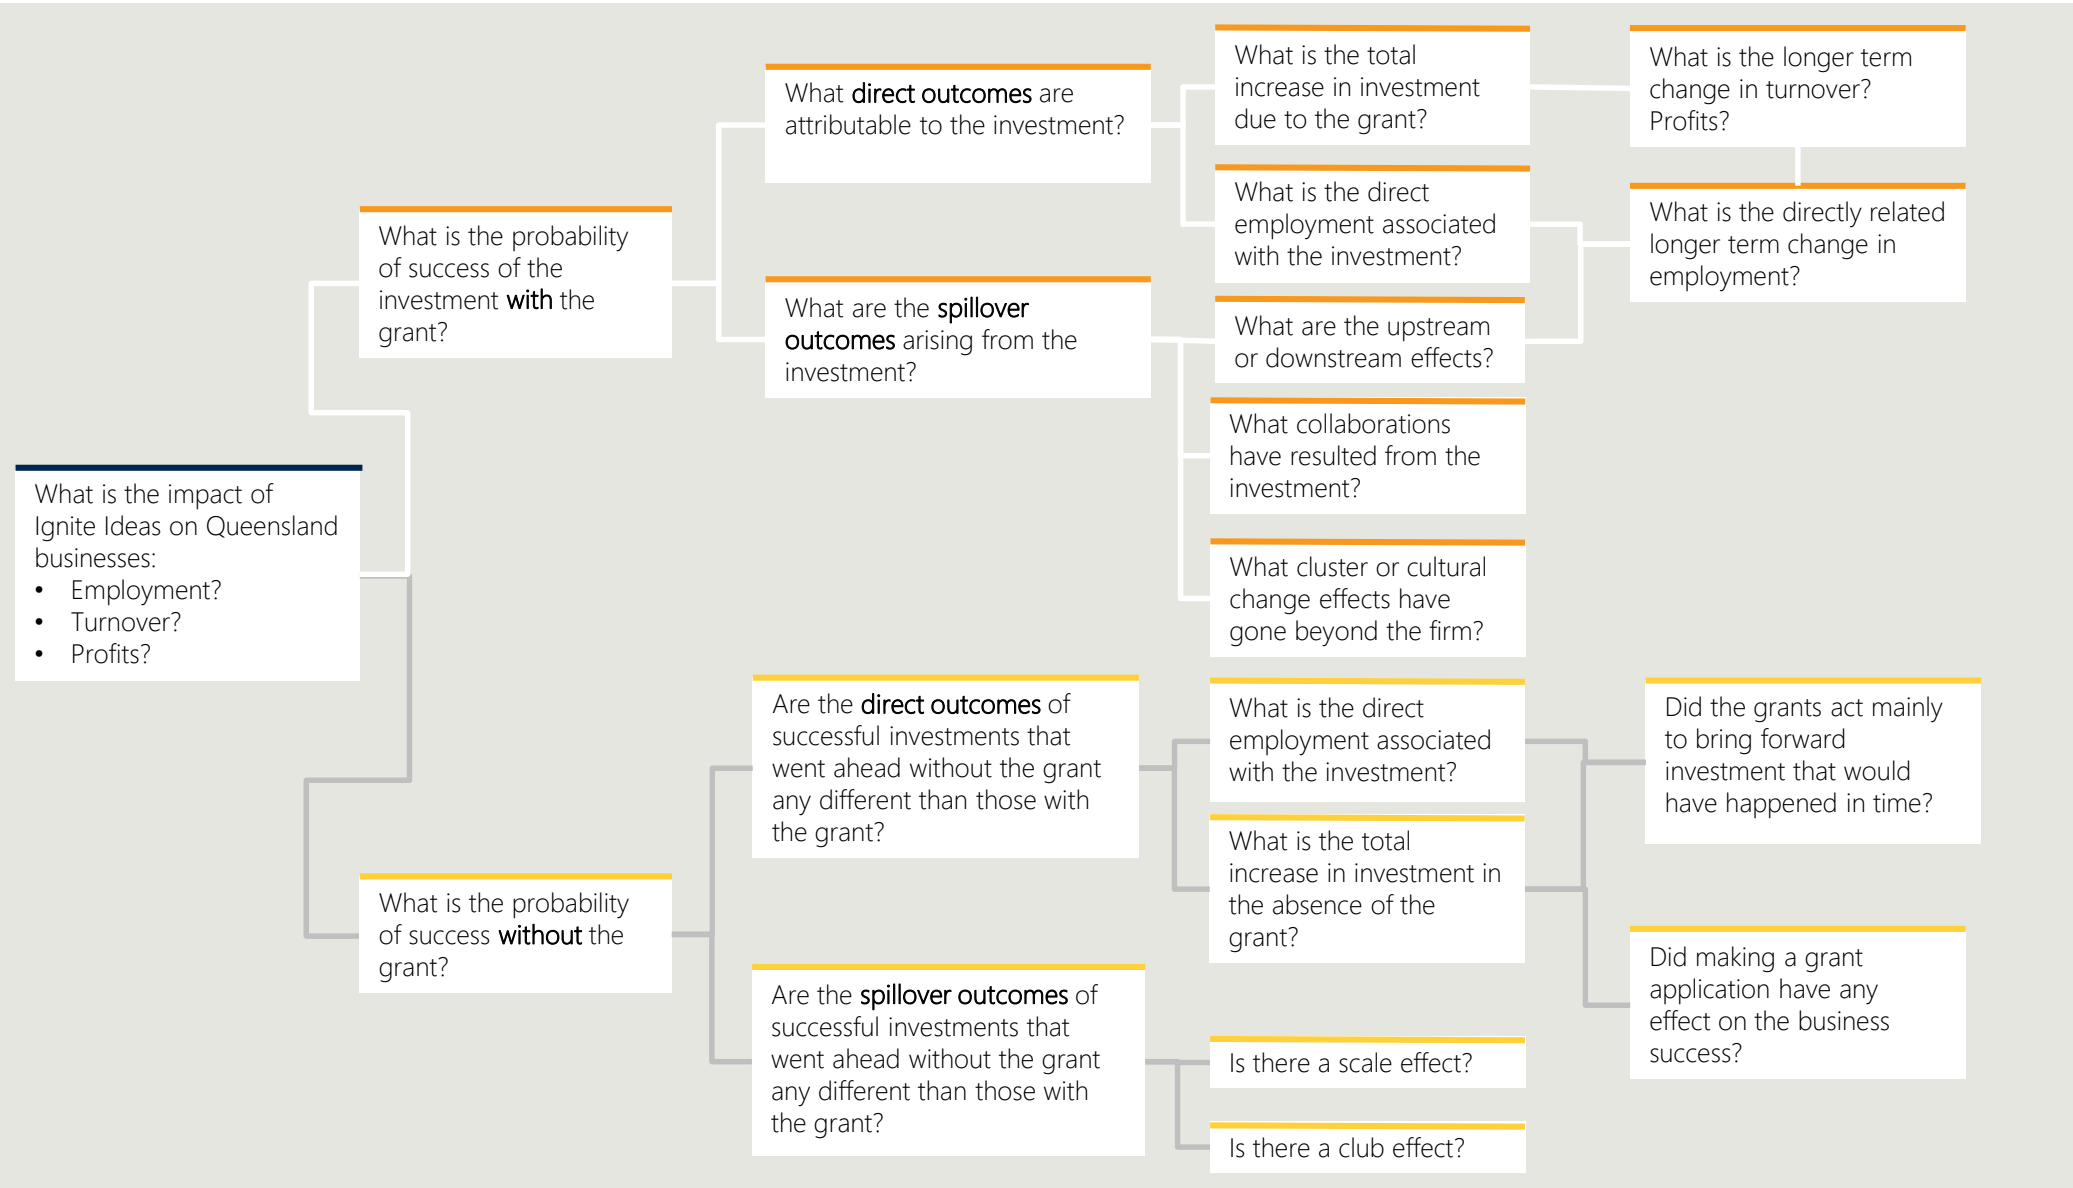 What is the impact of
Ignite Ideas on Queensland
businesses:
• Employment?
• Turnover?
• Profits?
What is the probability
of success of the
investment with the
grant?
What direct outcomes are
attributable to the investment?
What are the spillover
outcomes arising from the
investment?
What is the total
increase in investment
due to the grant?
What is the direct
employment associated
with the investment?
What are the upstream
or downstream effects?
What collaborations
have resulted from the
investment?
What cluster or cultural
change effects have
gone beyond the firm?
What is the longer term
change in turnover?
Profits?
What is the directly related
longer term change in
employment?
What is the probability
of success without the
grant?
Are the direct outcomes of
successful investments that
went ahead without the grant
any different than those with
the grant?
Are the spillover outcomes of
successful investments that
went ahead without the grant
any different than those with
the grant?
What is the direct
employment associated
with the investment?
What is the total
increase in investment in
the absence of the
grant?
Is there a scale effect?
Is there a club effect?
Did the grants act mainly
to bring forward
investment that would
have happened in time?
Did making a grant
application have any
effect on the business
success?